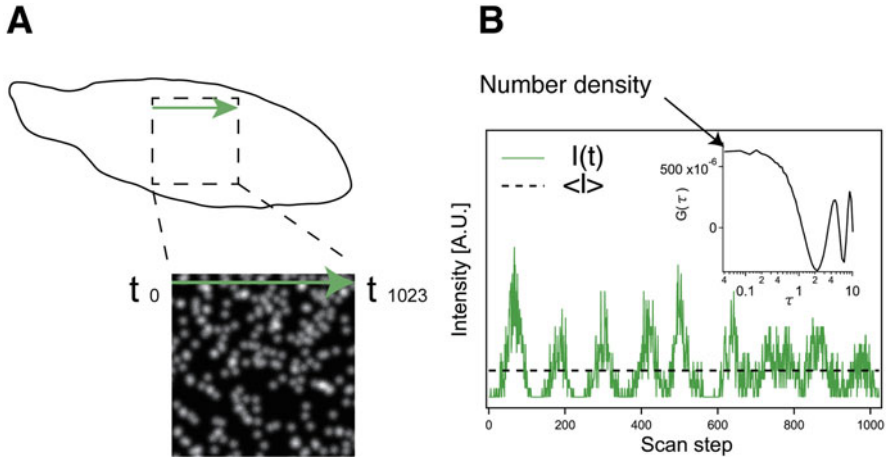 A
B
Number density
I(t)
<I>
500 x10-6
0
G(τ)
4
0.1
2
4
1
2
4
10
τ
t 0
t 1023
Intensity [A.U.]
0
200
400
600
800
1000
Scan step